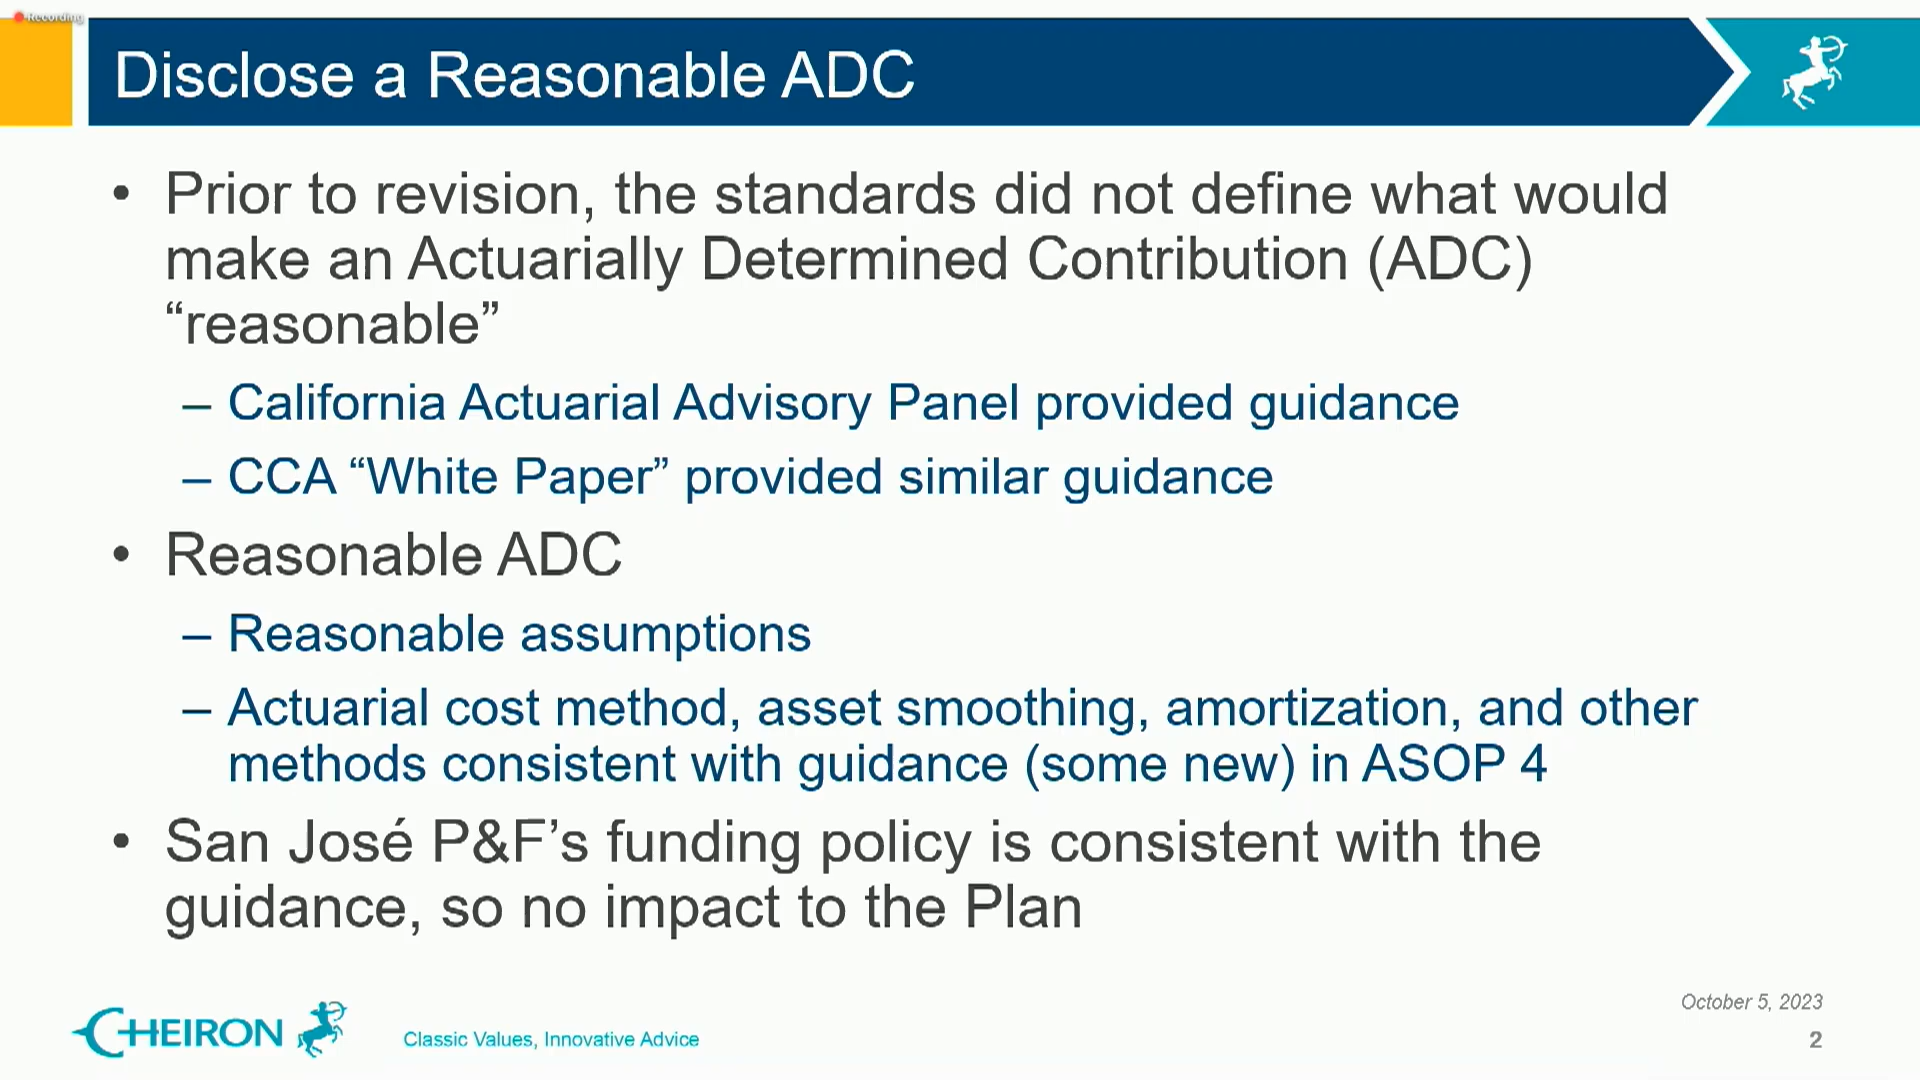 Recording
Disclose a Reasonable ADC
• Prior to revision, the standards did not define what would
make an Actuarially Determined Contribution (ADC)
“reasonable”
– California Actuarial Advisory Panel provided guidance
– CCA “White Paper” provided similar guidance
• Reasonable ADC
– Reasonable assumptions
– Actuarial cost method, asset smoothing, amortization, and other
methods consistent with guidance (some new) in ASOP 4
• San José P&F’s funding policy is consistent with the
guidance, so no impact to the Plan
October 5, 2023
CHEIRON
Classic Values, Innovative Advice
2